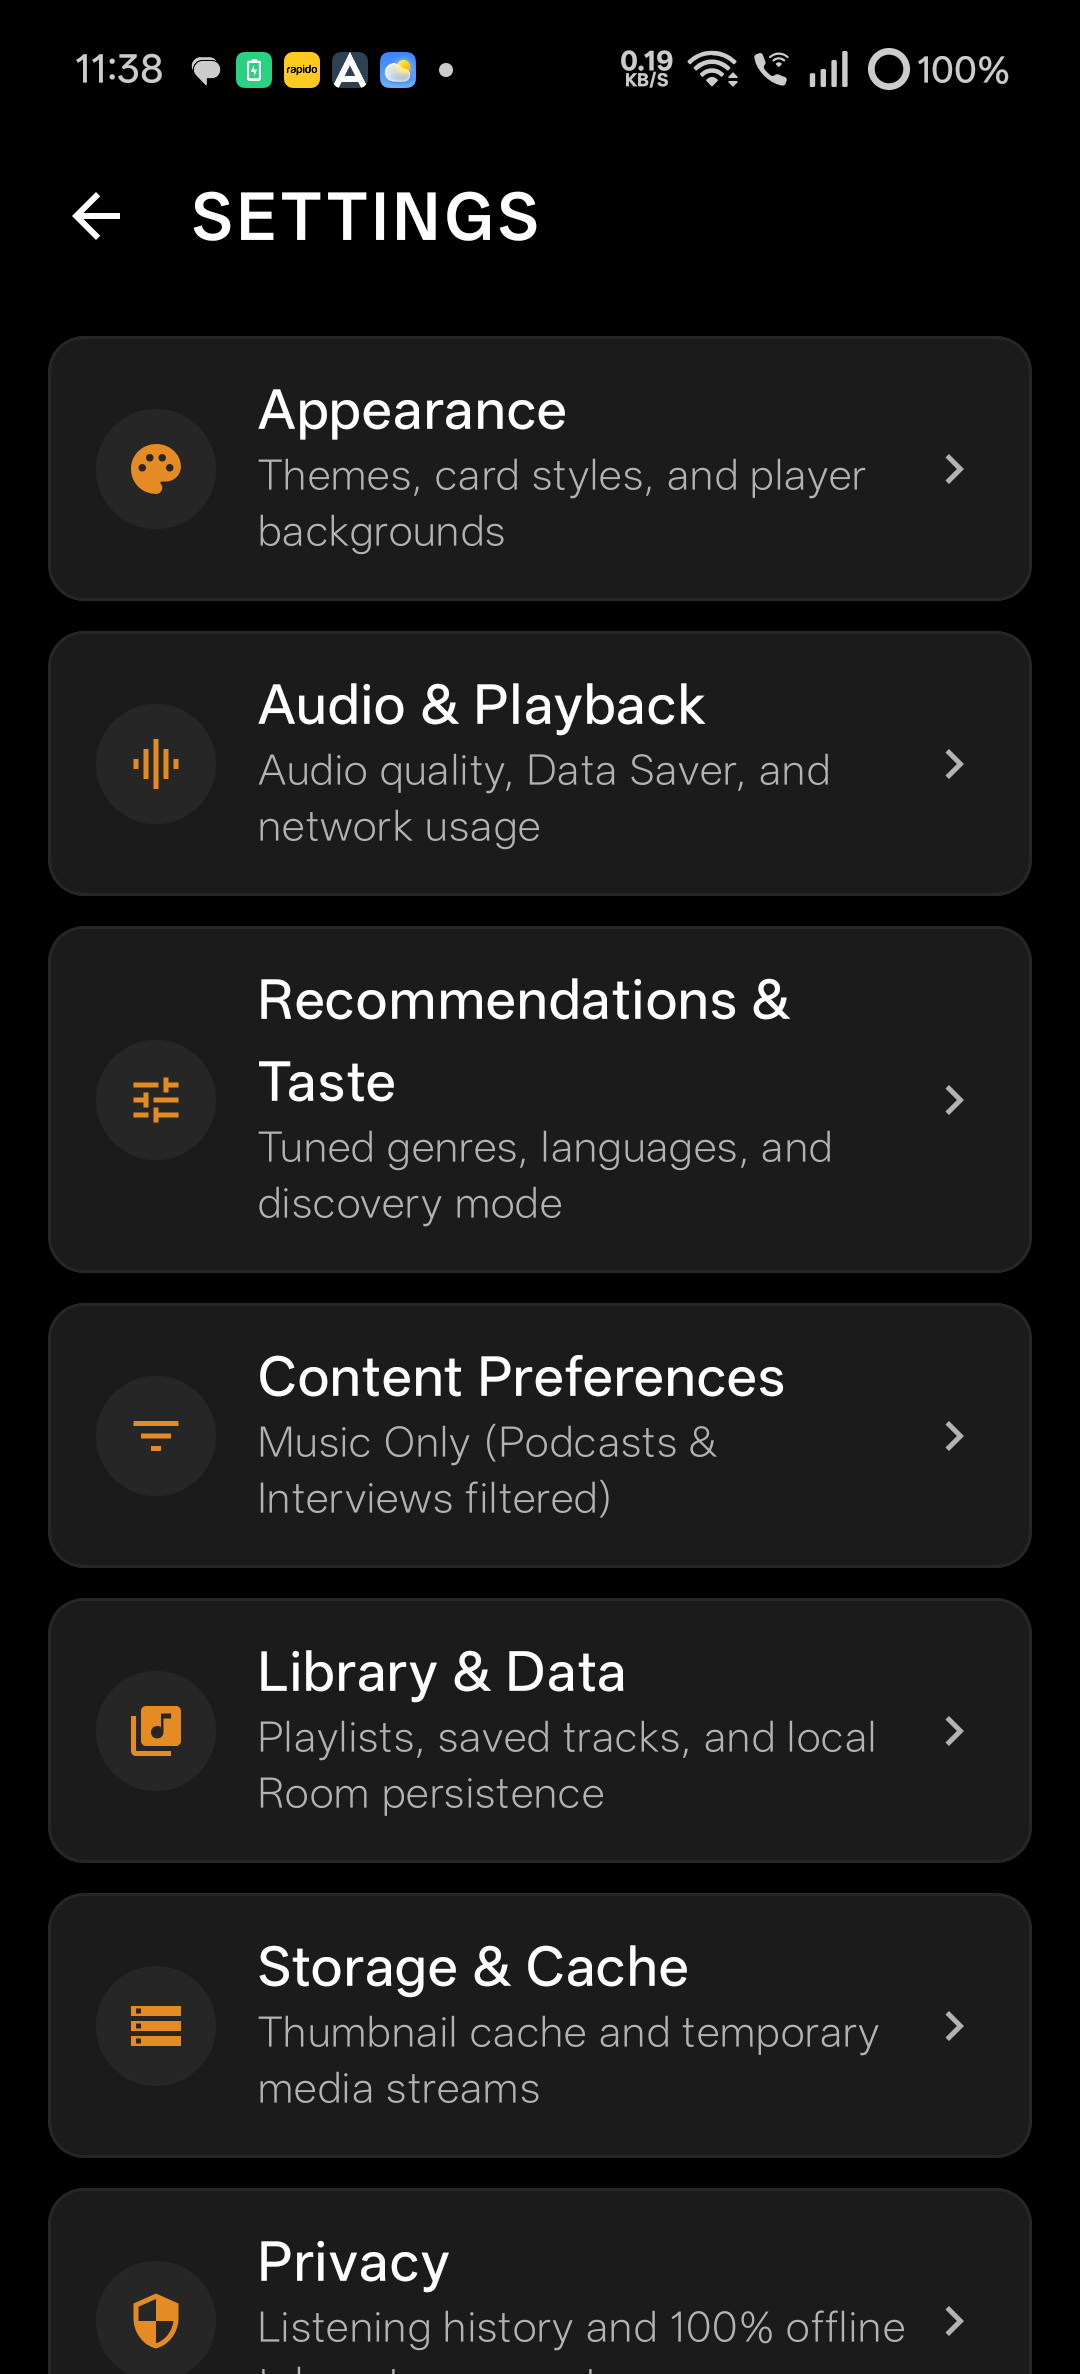 11:38
rapido
0.19
KB/S
100%
SETTINGS
Appearance
Themes, card styles, and player
backgrounds
Audio & Playback
Audio quality, Data Saver, and
network usage
Recommendations &
Taste
Tuned genres, languages, and
discovery mode
Content Preferences
Music Only (Podcasts &
Interviews filtered)
Library & Data
Playlists, saved tracks, and local
Room persistence
Storage & Cache
Thumbnail cache and temporary
media streams
Privacy
Listening history and 100% offline